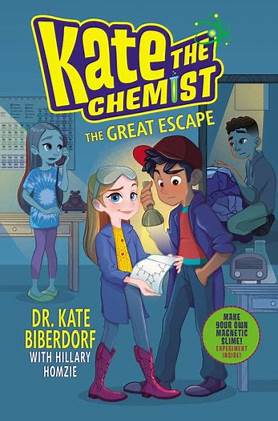 Kate THE
CHEMIST
THE GREAT ESCAPE
DR. KATE
BIBERDORF
WITH HILLARY
HOMZIE
MAKE
YOUR OWN
MAGNETIC
SLIME!
EXPERIMENT
INSIDE!